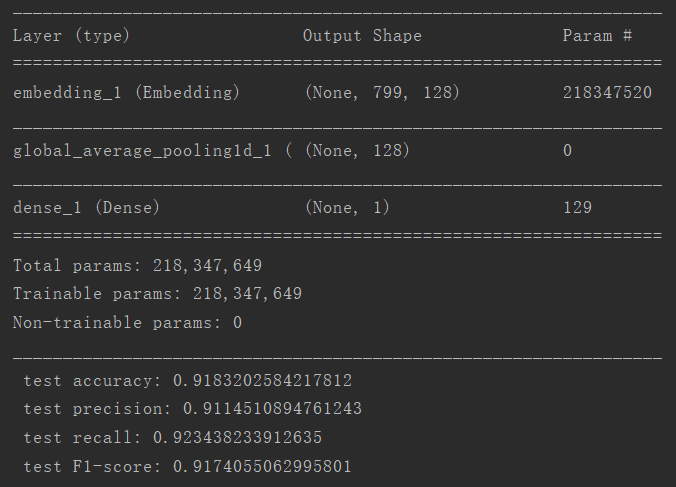 Layer (type) Output Shape Param #
embedding_1 (Embedding) (None, 799, 128) 218347520
global_average_pooling1d_1 ( (None, 128) 0
dense_1 (Dense) (None, 1) 129
Total params: 218,347,649
Trainable params: 218,347,649
Non-trainable params: 0
test accuracy: 0.9183202584217812
test precision: 0.9114510894761243
test recall: 0.923438233912635
test F1-score: 0.9174055062995801